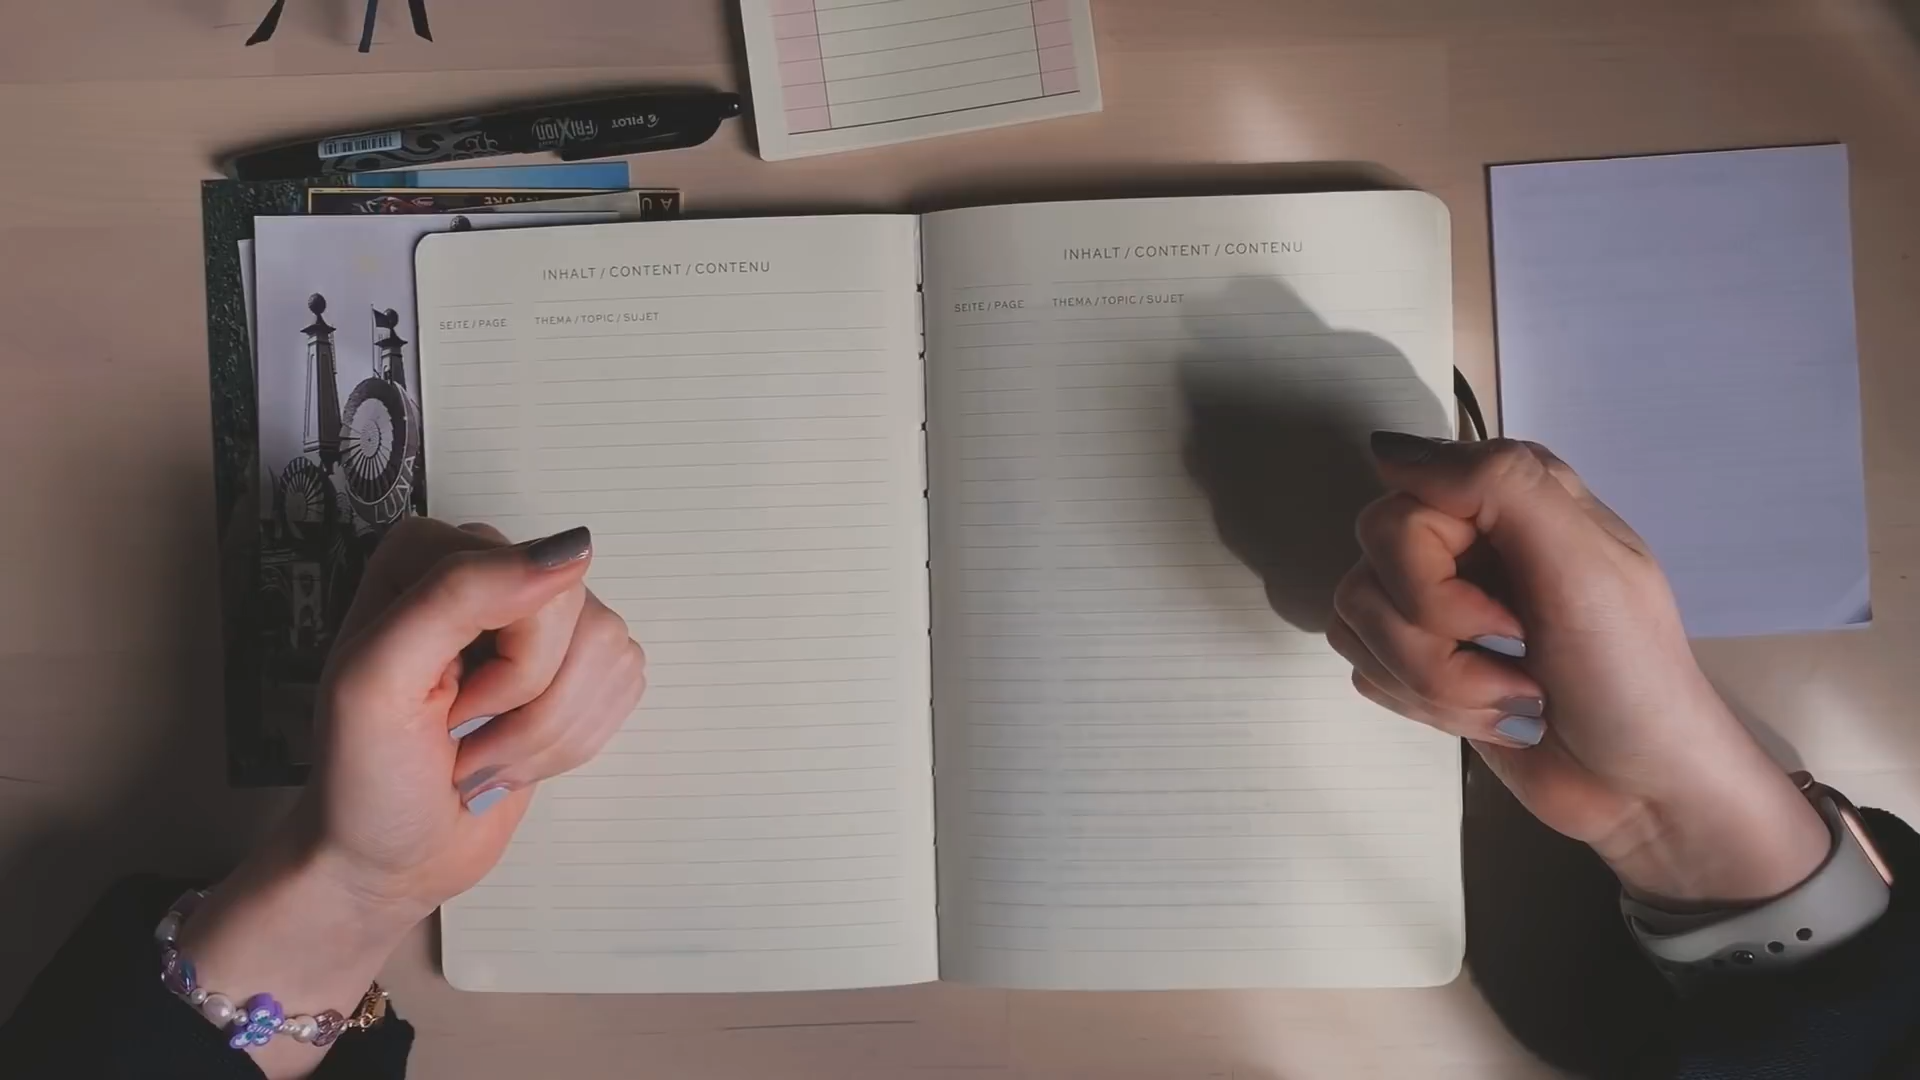 PILOT
FRIXION
AU
LUNA
INHALT / CONTENT / CONTENU
SEITE / PAGE THEMA / TOPIC / SUJET
INHALT / CONTENT / CONTENU
SEITE / PAGE THEMA / TOPIC / SUJET